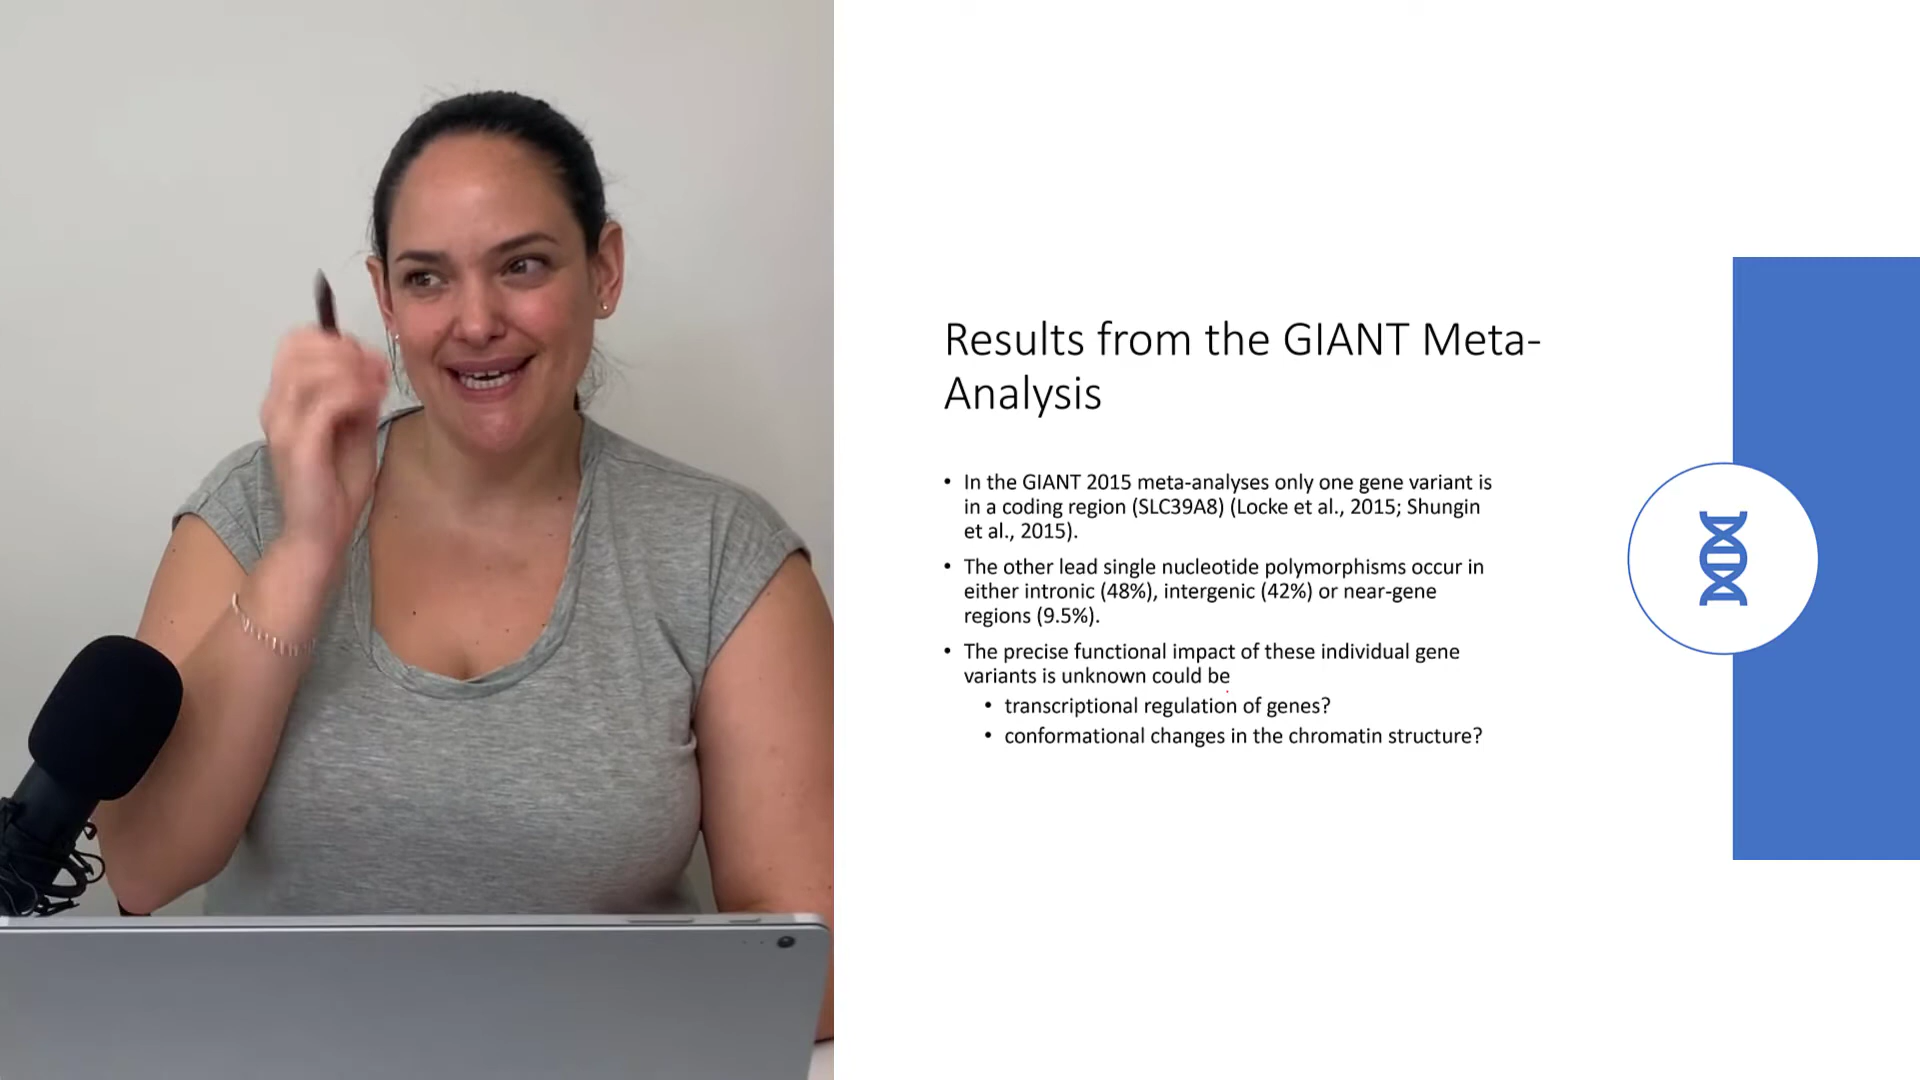 Results from the GIANT Meta-
Analysis
• In the GIANT 2015 meta-analyses only one gene variant is
in a coding region (SLC39A8) (Locke et al., 2015; Shungin
et al., 2015).
• The other lead single nucleotide polymorphisms occur in
either intronic (48%), intergenic (42%) or near-gene
regions (9.5%).
• The precise functional impact of these individual gene
variants is unknown could be
• transcriptional regulation of genes?
• conformational changes in the chromatin structure?